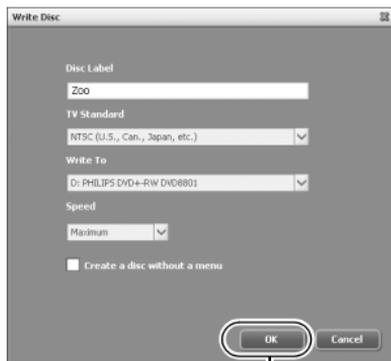 Write Disc
Disc Label
Zoo
TV Standard
NTSC (U.S., Can., Japan, etc.)
Write To
D: PHILIPS DVD+-RW DVD8801
Speed
Maximum
Create a disc without a menu
OK Cancel